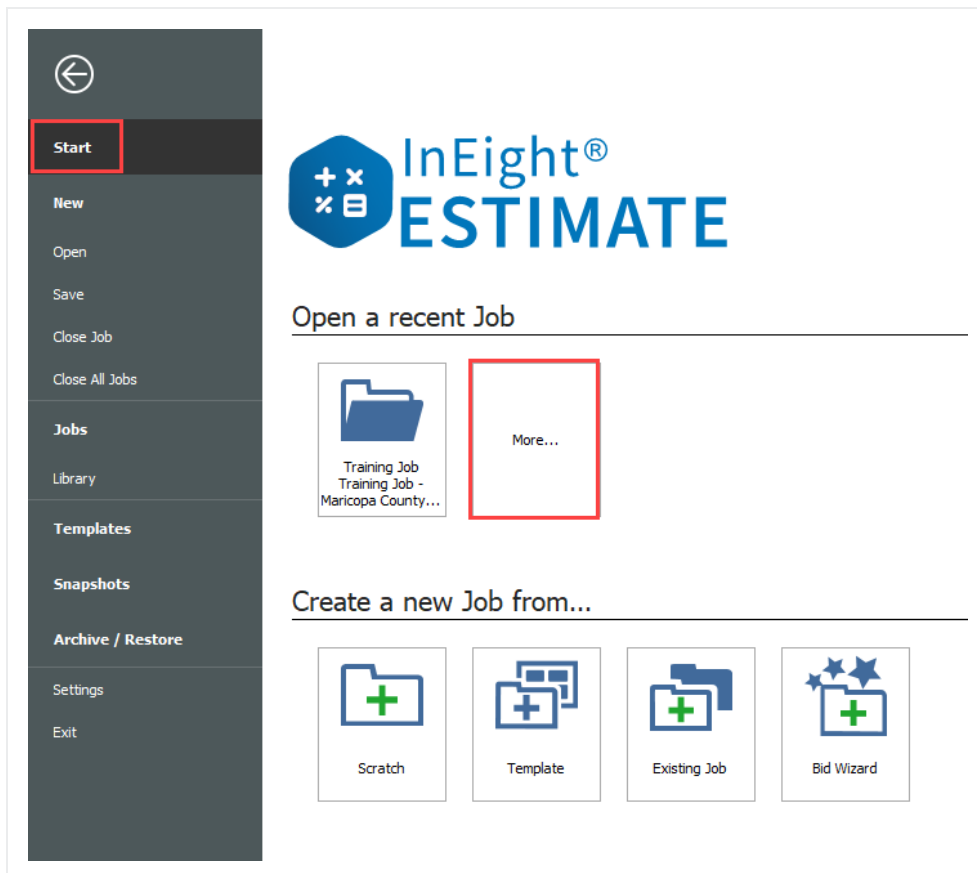 Start
New
Open
Save
Close Job
Close All Jobs
Jobs
Library
Templates
Snapshots
Archive / Restore
Settings
Exit
InEight®
ESTIMATE
Open a recent Job
Training Job
Training Job -
Maricopa County...
More...
Create a new Job from...
Scratch
Template
Existing Job
Bid Wizard